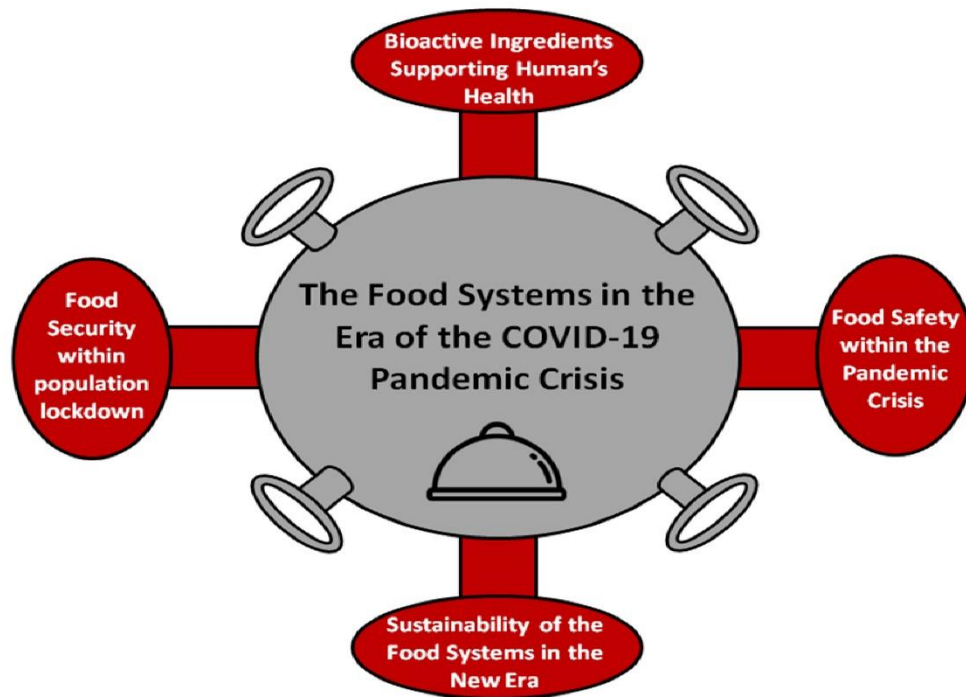 Bioactive Ingredients
Supporting Human's
Health
The Food Systems in the
Era of the COVID-19
Pandemic Crisis
Food
Security
within
population
lockdown
Food Safety
within the
Pandemic
Crisis
Sustainability of the
Food Systems in the
New Era